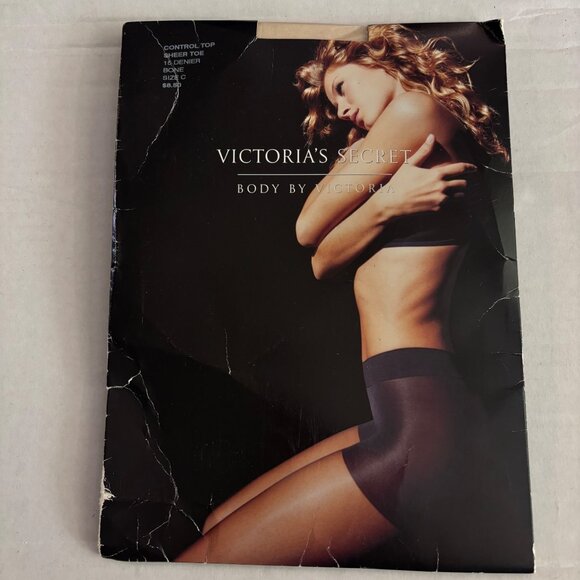 CONTROL TOP
SHEER TOE
15 DENIER
BONE
SIZE C
$8.50
VICTORIA'S SECRET
BODY BY VICTORIA